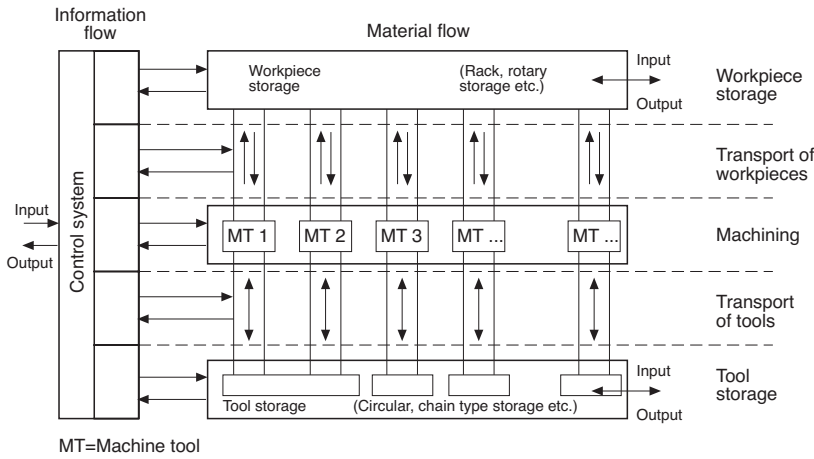 Information
flow
Material flow
Workpiece
storage
(Rack, rotary
storage etc.)
Input
Output
Workpiece
storage
Transport of
workpieces
Control system
Input
Output
MT 1
MT 2
MT 3
MT ...
MT ...
Machining
Transport
of tools
Tool storage
(Circular, chain type storage etc.)
Input
Output
Tool
storage
MT=Machine tool